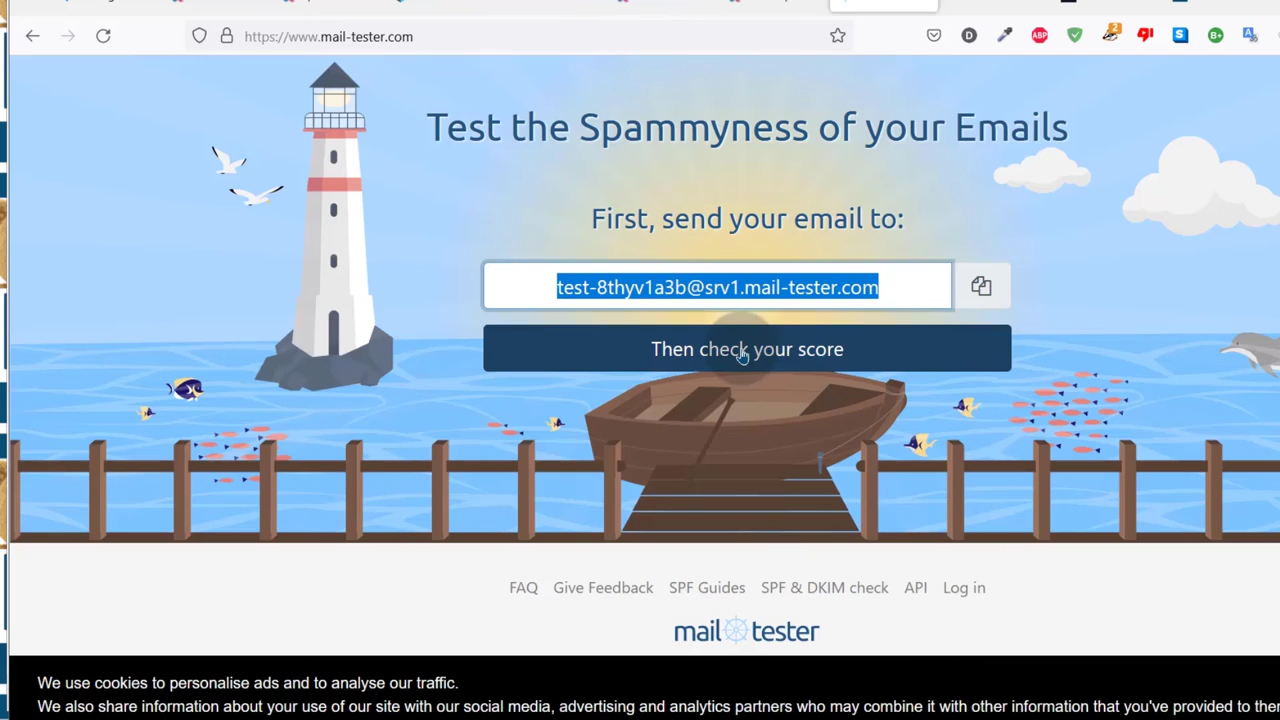 https://www.mail-tester.com
D
ABP
2
S
B+
A
Test the Spammyness of your Emails
First, send your email to:
test-8thyv1a3b@srv1.mail-tester.com
Then check your score
FAQ Give Feedback SPF Guides SPF & DKIM check API Log in
mail tester
We use cookies to personalise ads and to analyse our traffic.
We also share information about your use of our site with our social media, advertising and analytics partners who may combine it with other information that you've provided to